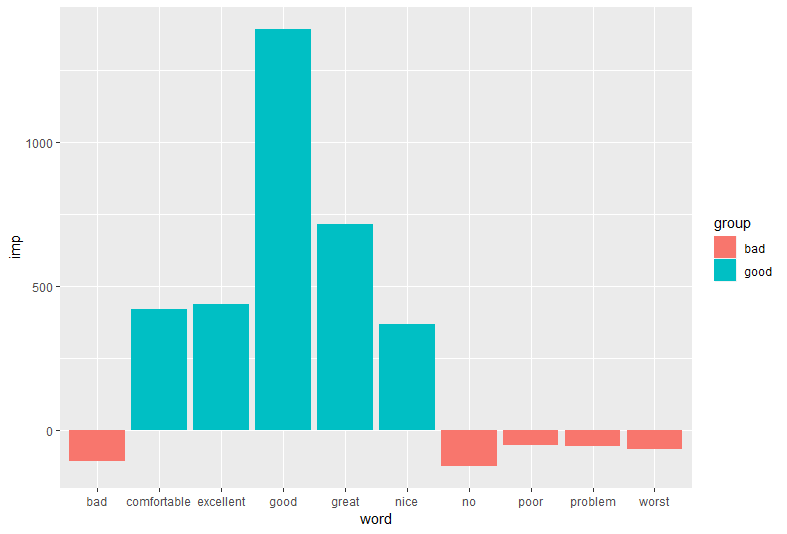 imp
1000
500
0
bad comfortable excellent good great nice no poor problem worst
word
group
bad
good